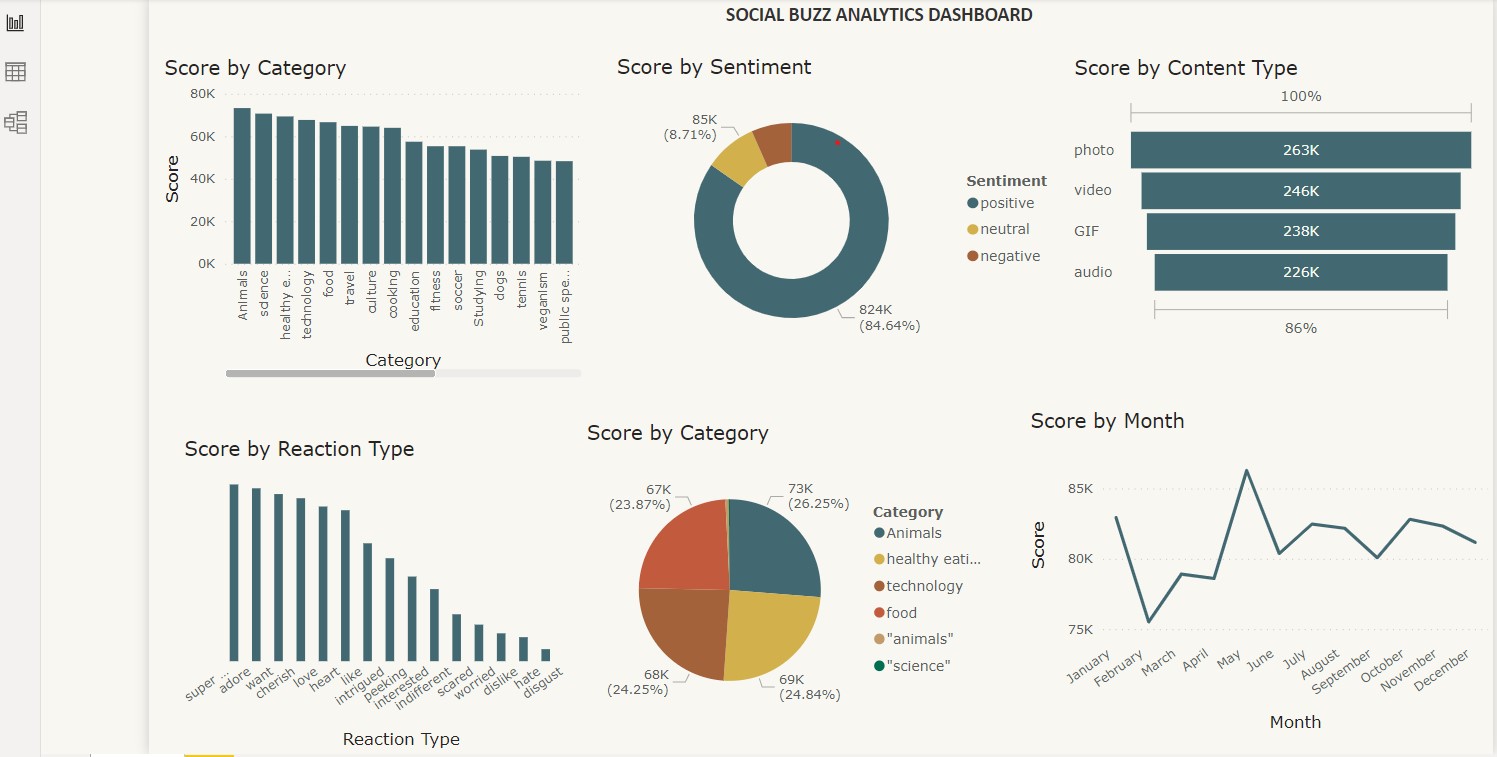 SOCIAL BUZZ ANALYTICS DASHBOARD
Score by Category
80K
60K
40K
20K
0K
Score
Animals
science
healthy e...
technology
food
travel
culture
cooking
education
fitness
soccer
Studying
dogs
tennis
veganism
public spe...
Category
Score by Sentiment
85K
(8.71%)
824K
(84.64%)
Sentiment
positive
neutral
negative
Score by Content Type
100%
photo
263K
video
246K
GIF
238K
audio
226K
86%
Score by Reaction Type
super ...
adore
want
cherish
love
heart
like
intrigued
peeking
interested
indifferent
scared
worried
dislike
hate
disgust
Reaction Type
Score by Category
67K
(23.87%)
73K
(26.25%)
68K
(24.25%)
69K
(24.84%)
Category
Animals
healthy eati...
technology
food
"animals"
"science"
Score by Month
85K
80K
75K
Score
January
February
March
April
May
June
July
August
September
October
November
December
Month